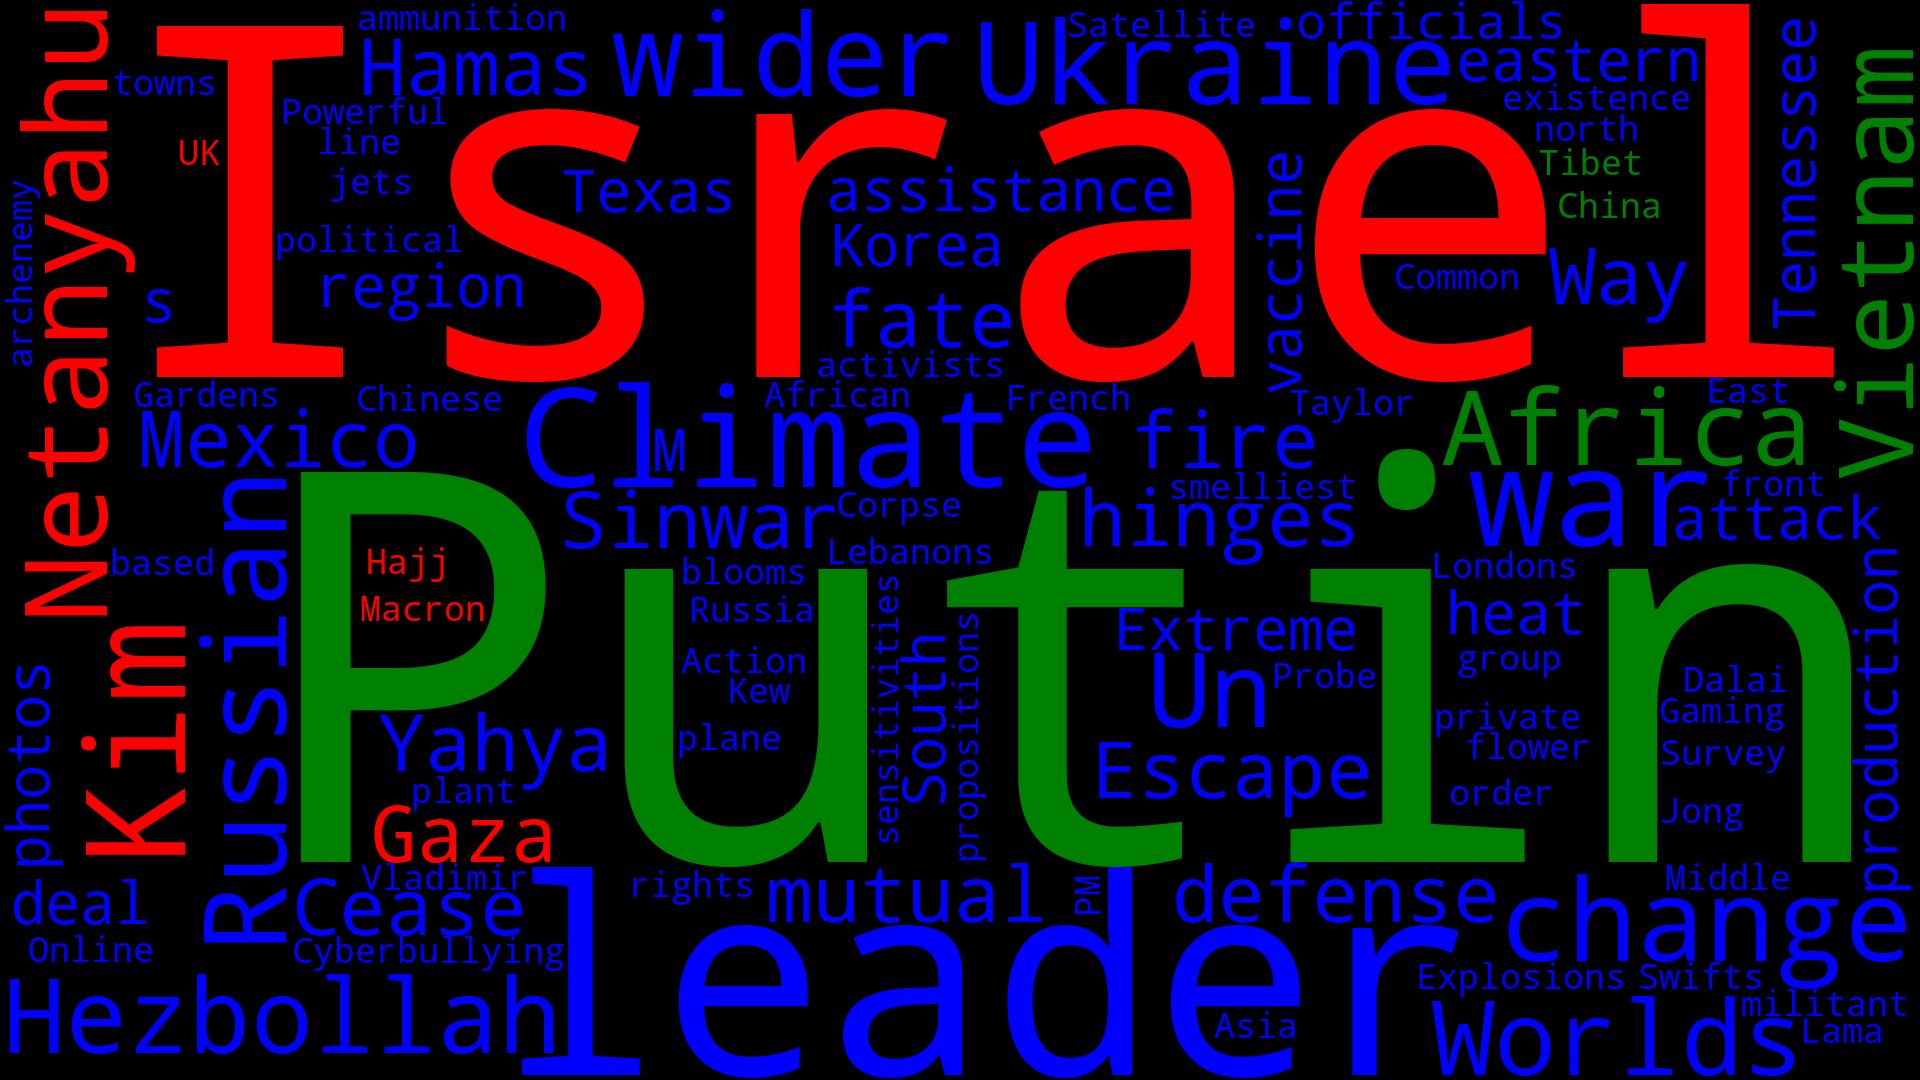 ammunition
Satellite
officials
Hamas
wider
Ukraine
eastern
towns
Powerful
existence
line
north
UK
Israel
Tibet
jets
Texas
assistance
China
Netanyahu
archenemy
political
Korea
vaccine
Common
Way
Tennessee
Vietnam
region
s
fate
activists
Gardens
Chinese
Climate
African
French
Taylor
East
Mexico
M
fire
Africa
Sinwar
Corpse
smelliest
hinges
war
front
attack
based
Hajj
Lebanons
Londons
Macron
blooms
Russia
Extreme
heat
Putin
Russian
Kim
photos
Action
Kew
sensitivities
South
propositions
Un
Probe
group
Dalai
Gaming
private
flower
Survey
production
Yahya
plane
Escape
plant
order
Jong
Gaza
Vladimir
rights
mutual
PM
defense
Middle
deal
Cease
change
Online
Cyberbullying
leader
Explosions
Swifts
Hezbollah
militant
Asia
Worlds
Lama